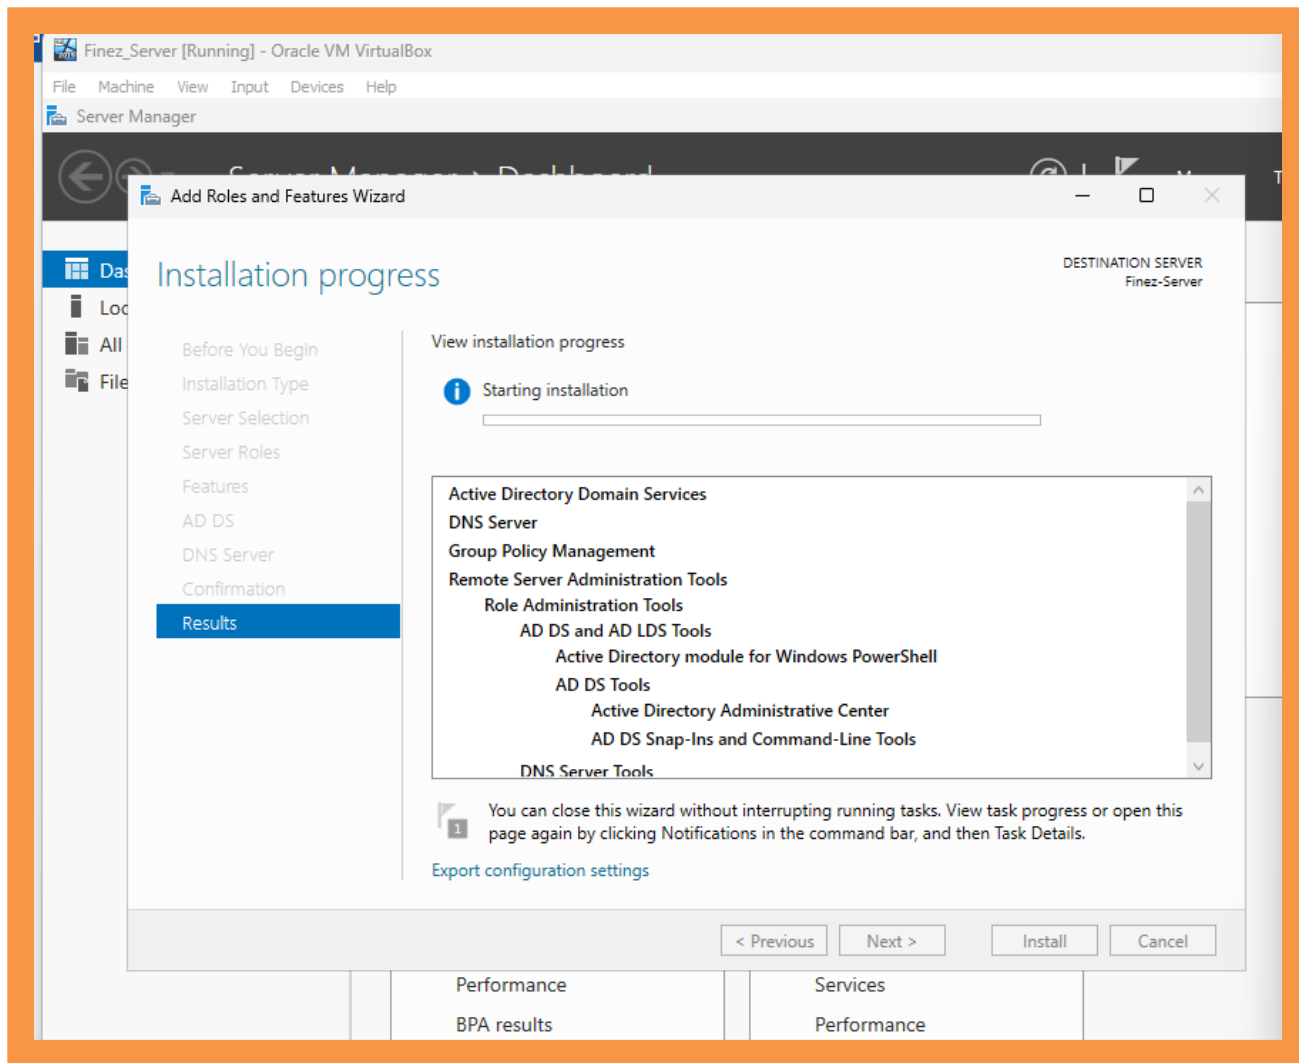 Finez_Server [Running] - Oracle VM VirtualBox
File Machine View Input Devices Help
Server Manager
Server Manager Dashboard
Add Roles and Features Wizard
Installation progress
DESTINATION SERVER
Finez-Server
Das
Loc
All
File
Before You Begin
Installation Type
Server Selection
Server Roles
Features
AD DS
DNS Server
Confirmation
Results
View installation progress
Starting installation
Active Directory Domain Services
DNS Server
Group Policy Management
Remote Server Administration Tools
Role Administration Tools
AD DS and AD LDS Tools
Active Directory module for Windows PowerShell
AD DS Tools
Active Directory Administrative Center
AD DS Snap-Ins and Command-Line Tools
DNS Server Tools
1
You can close this wizard without interrupting running tasks. View task progress or open this
page again by clicking Notifications in the command bar, and then Task Details.
Export configuration settings
< Previous Next > Install Cancel
Performance
BPA results
Services
Performance